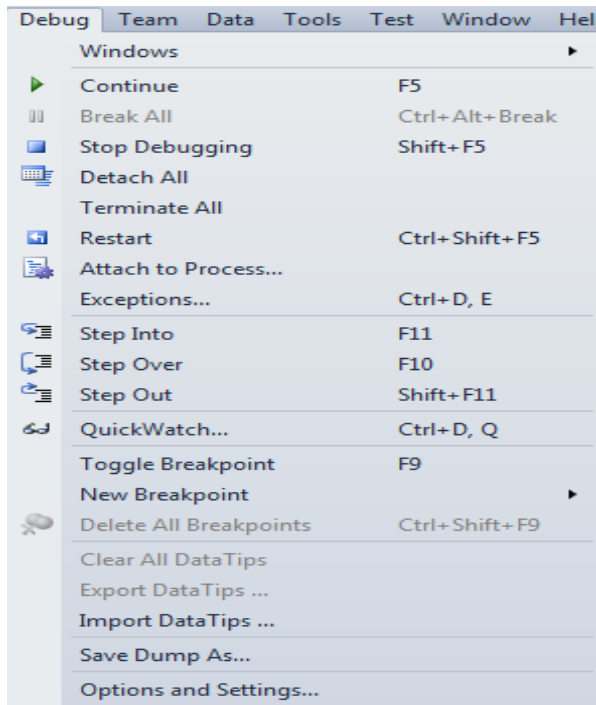 Debug Team Data Tools Test Window Hel
Windows
Continue F5
Break All Ctrl+Alt+Break
Stop Debugging Shift+F5
Detach All
Terminate All
Restart Ctrl+Shift+F5
Attach to Process...
Exceptions... Ctrl+D, E
Step Into F11
Step Over F10
Step Out Shift+F11
QuickWatch... Ctrl+D, Q
Toggle Breakpoint F9
New Breakpoint
Delete All Breakpoints Ctrl+Shift+F9
Clear All DataTips
Export DataTips ...
Import DataTips ...
Save Dump As...
Options and Settings...